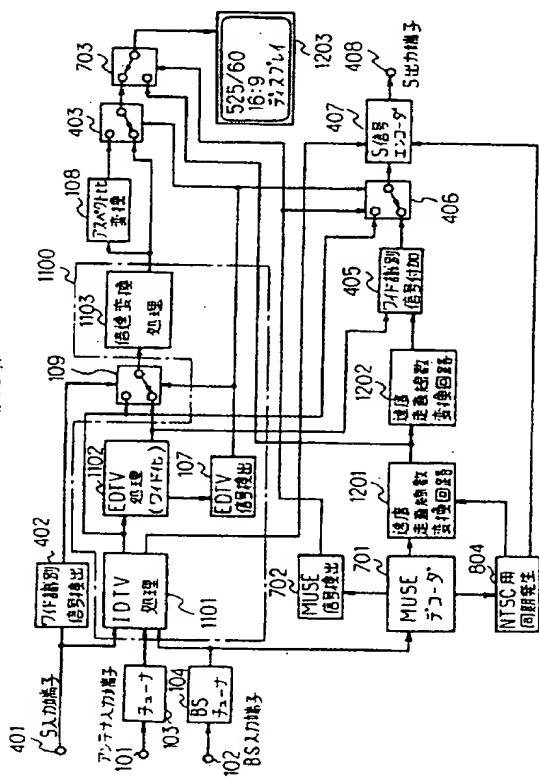 401
S入力端子
402
ワイド識別
信号検出
アンテナ入力端子
101
103
チューナ
104
BS
チューナ
102
BS入力端子
IDTV
処理
1101
1102
EDTV
処理
(ワイド化)
107
EDTV
信号検出
109
1100
1103
倍速変換
処理
108
アスペクト比
変換
403
703
525/60
16:9
ディスプレイ
1203
702
MUSE
信号検出
701
MUSE
デコーダ
804
NTSC用
同期発生
1201
速度
走査線数
変換回路
1202
速度
走査線数
変換回路
405
ワイド識別
信号付加
406
407
S信号
エンコーダ
408
S出力端子